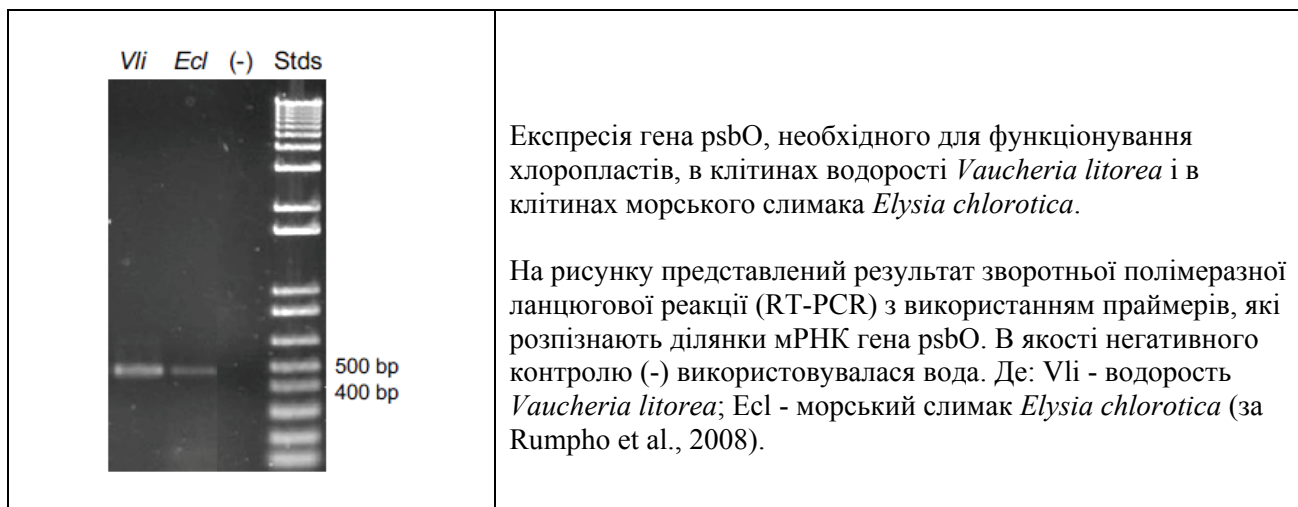 Vli Ecl (-) Stds
500 bp
400 bp
Експресія гена psbO, необхідного для функціонування
хлоропластів, в клітинах водорості Vaucheria litorea і в
клітинах морського слимака Elysia chlorotica.
На рисунку представлений результат зворотньої полімеразної
ланцюгової реакції (RT-PCR) з використанням праймерів, які
розпізнають ділянки мРНК гена psbO. В якості негативного
контролю (-) використовувалася вода. Де: Vli - водорость
Vaucheria litorea; Ecl - морський слимак Elysia chlorotica (за
Rumpho et al., 2008).